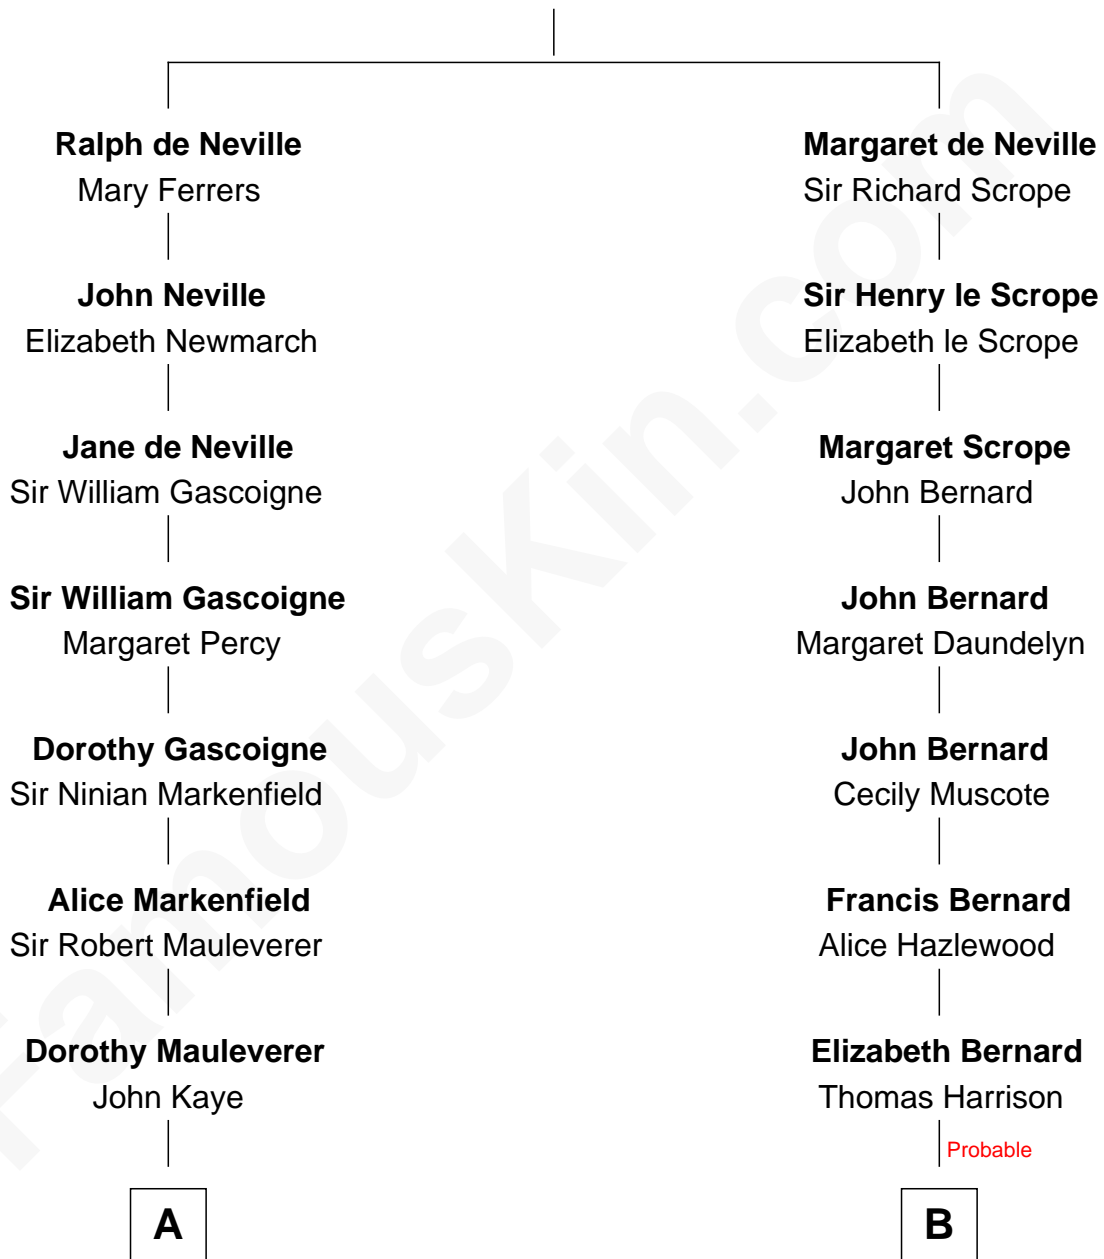 Ralph de Neville
Mary Ferrers
John Neville
Elizabeth Newmarch
Jane de Neville
Sir William Gascoigne
Sir William Gascoigne
Margaret Percy
Dorothy Gascoigne
Sir Ninian Markenfield
Alice Markenfield
Sir Robert Mauleverer
Dorothy Mauleverer
John Kaye
A
Margaret de Neville
Sir Richard Scrope
Sir Henry le Scrope
Elizabeth le Scrope
Margaret Scrope
John Bernard
John Bernard
Margaret Daundelyn
John Bernard
Cecily Muscote
Francis Bernard
Alice Hazlewood
Elizabeth Bernard
Thomas Harrison
Probable
B
FamousKin.com